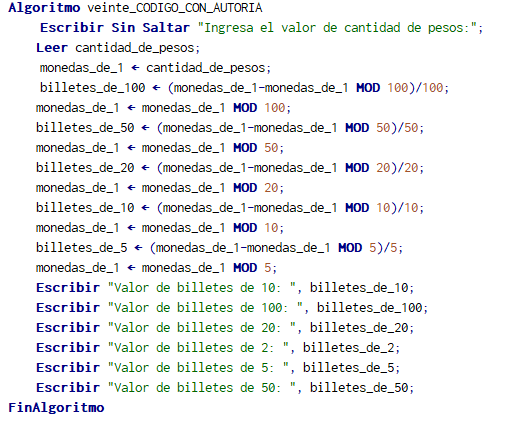 Algoritmo veinte_CODIGO_CON_AUTORIA
Escribir Sin Saltar "Ingresa el valor de cantidad de pesos:";
Leer cantidad_de_pesos;
monedas_de_1 ← cantidad_de_pesos;
billetes_de_100 ← (monedas_de_1-monedas_de_1 MOD 100)/100;
monedas_de_1 ← monedas_de_1 MOD 100;
billetes_de_50 ← (monedas_de_1-monedas_de_1 MOD 50)/50;
monedas_de_1 ← monedas_de_1 MOD 50;
billetes_de_20 ← (monedas_de_1-monedas_de_1 MOD 20)/20;
monedas_de_1 ← monedas_de_1 MOD 20;
billetes_de_10 ← (monedas_de_1-monedas_de_1 MOD 10)/10;
monedas_de_1 ← monedas_de_1 MOD 10;
billetes_de_5 ← (monedas_de_1-monedas_de_1 MOD 5)/5;
monedas_de_1 ← monedas_de_1 MOD 5;
Escribir "Valor de billetes de 10: ", billetes_de_10;
Escribir "Valor de billetes de 100: ", billetes_de_100;
Escribir "Valor de billetes de 20: ", billetes_de_20;
Escribir "Valor de billetes de 2: ", billetes_de_2;
Escribir "Valor de billetes de 5: ", billetes_de_5;
Escribir "Valor de billetes de 50: ", billetes_de_50;
FinAlgoritmo